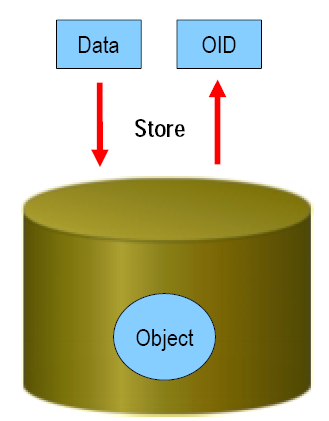 Data
OID
Store
Object